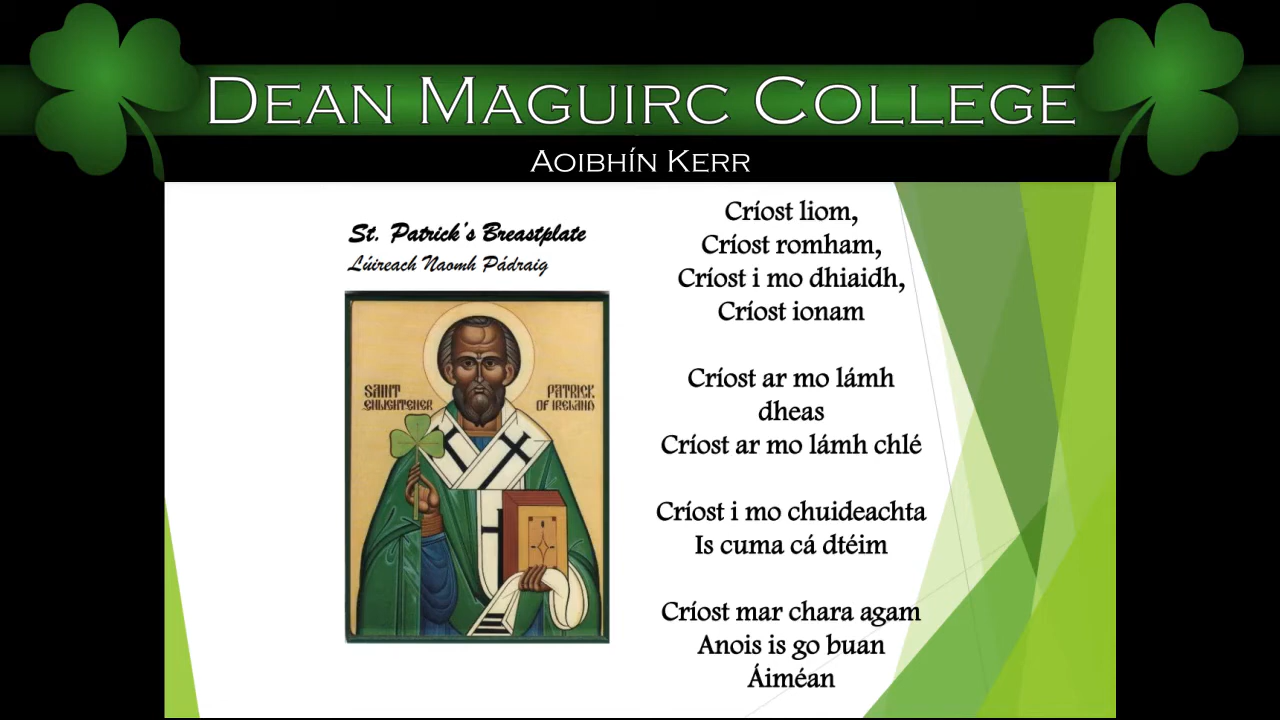 Dean Maguirc College
Aoibhín Kerr
St. Patrick's Breastplate
Lúireach Naomh Pádraig
SAINT
ENLIGHTENER
PATRICK
OF IRELAND
Críost liom,
Críost romham,
Críost i mo dhiaidh,
Críost ionam
Críost ar mo lámh
dheas
Críost ar mo lámh chlé
Críost i mo chuideachta
Is cuma cá dtéim
Críost mar chara agam
Anois is go buan
Áiméan